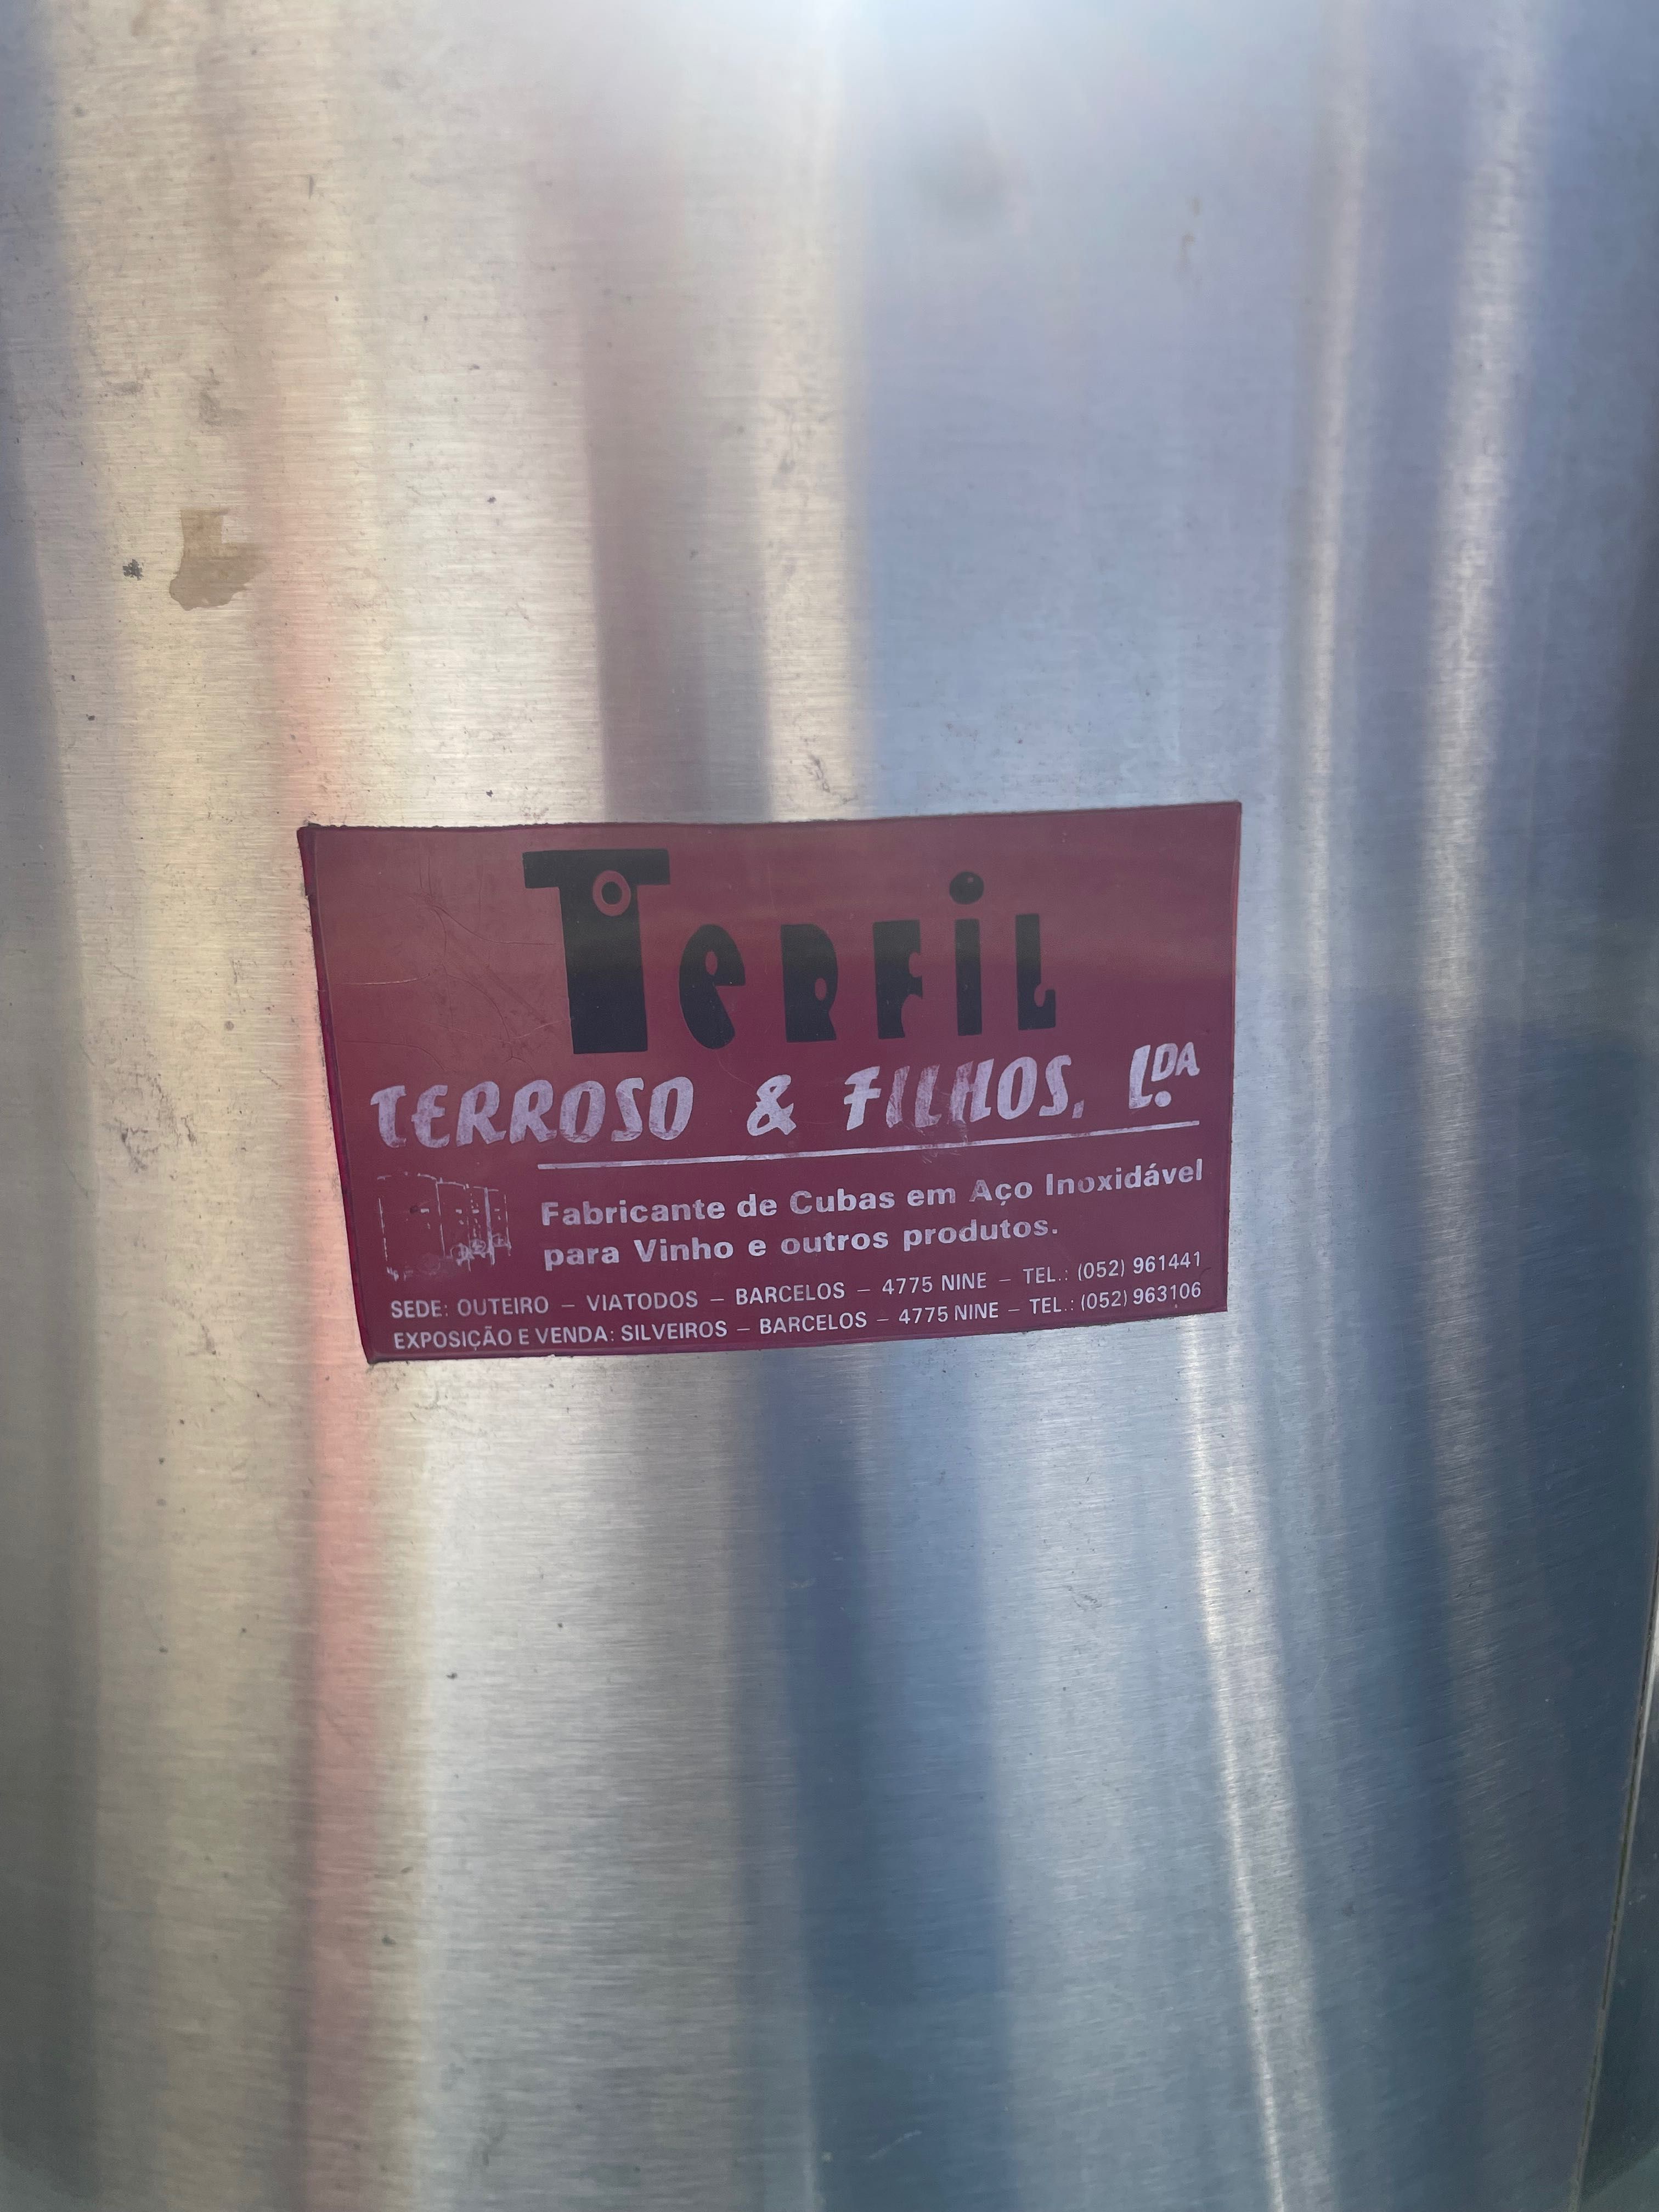 TERFIL
TERROSO & FILHOS, LDA.
Fabricante de Cubas em Aço Inoxidável
para Vinho e outros produtos.
SEDE: OUTEIRO – VIATODOS – BARCELOS – 4775 NINE – TEL.: (052) 961441
EXPOSIÇÃO E VENDA: SILVEIROS – BARCELOS – 4775 NINE – TEL.: (052) 963106